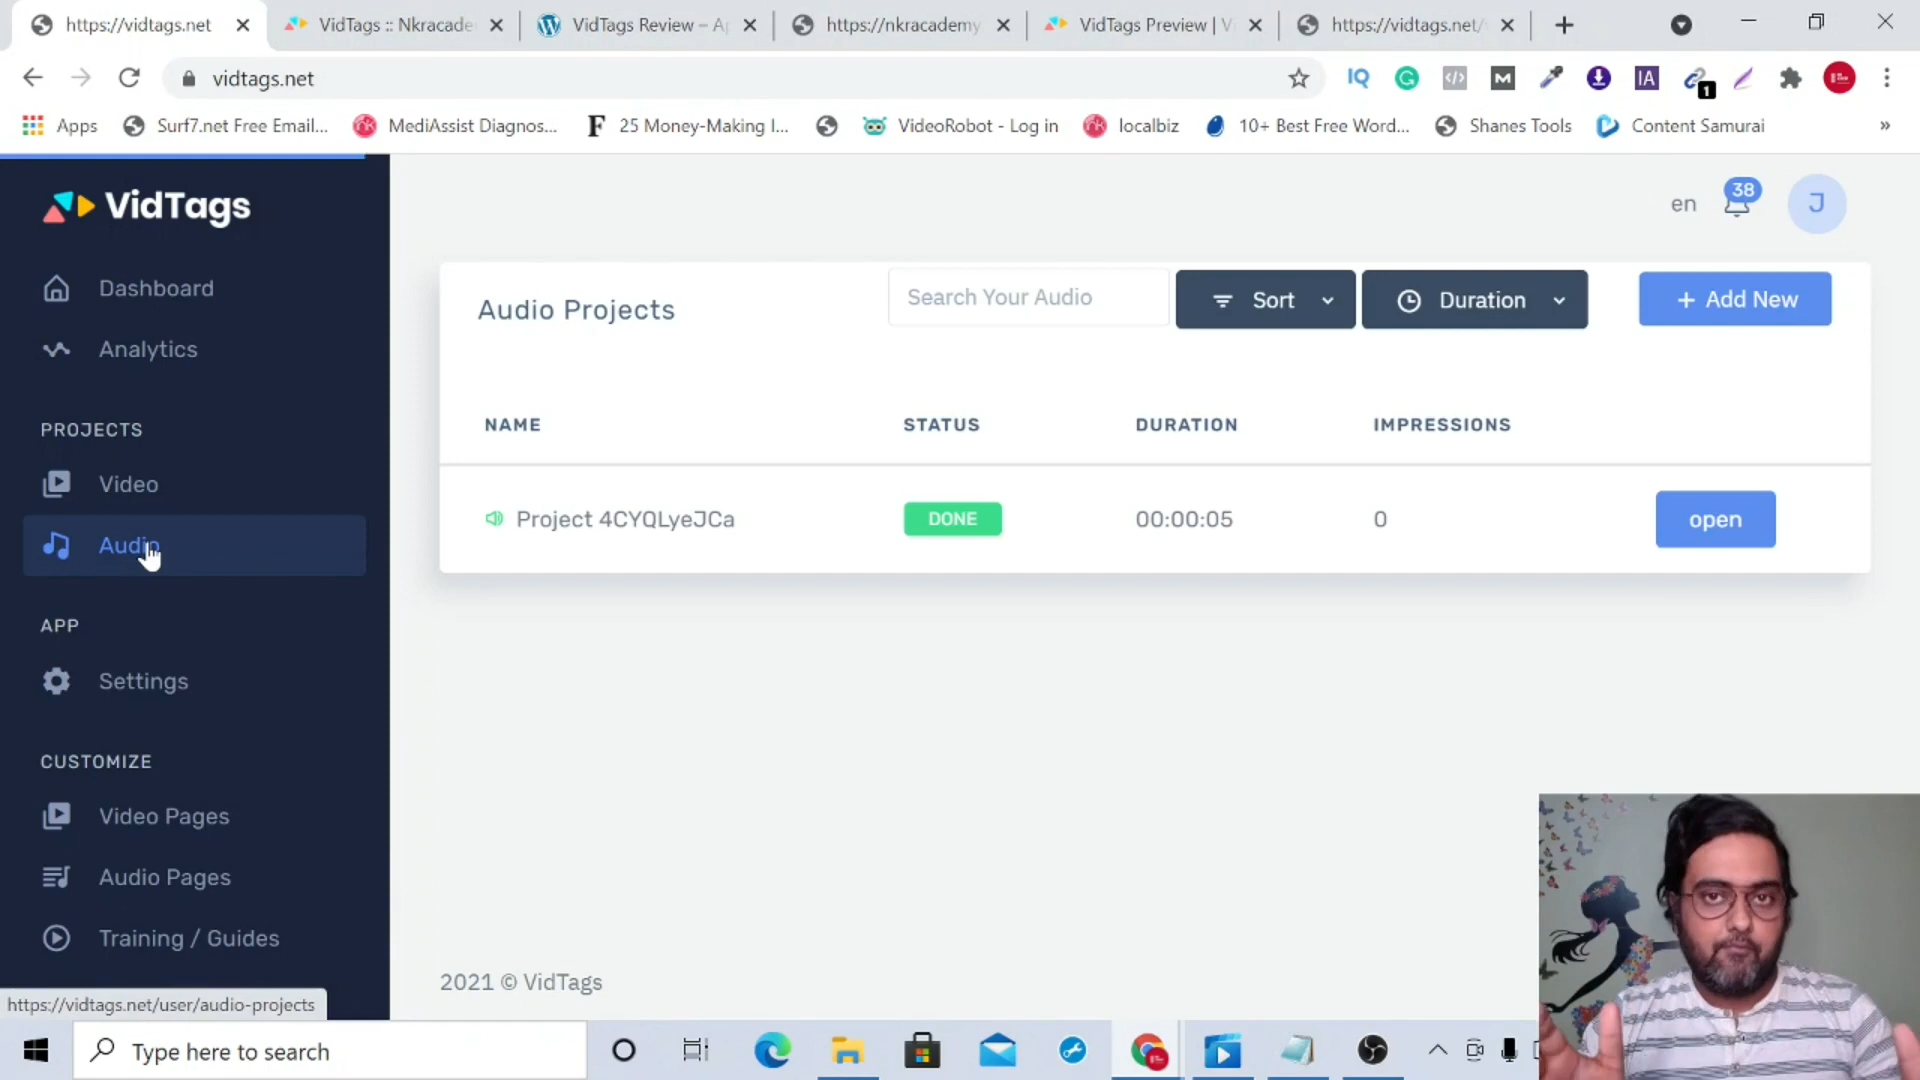 https://vidtags.net
VidTags :: Nkracade
VidTags Review – A
https://nkracademy
VidTags Preview | V
https://vidtags.net/
vidtags.net
IA
1
Apps
Surf7.net Free Email...
MediAssist Diagnos...
25 Money-Making I...
VideoRobot - Log in
localbiz
10+ Best Free Word...
Shanes Tools
Content Samurai
»
VidTags
en
38
J
Dashboard
Analytics
PROJECTS
Video
Audio
APP
Settings
CUSTOMIZE
Video Pages
Audio Pages
Training / Guides
Audio Projects
Search Your Audio
Sort
Duration
+ Add New
NAME
STATUS
DURATION
IMPRESSIONS
Project 4CYQLyeJCa
DONE
00:00:05
0
open
2021 © VidTags
https://vidtags.net/user/audio-projects
Type here to search